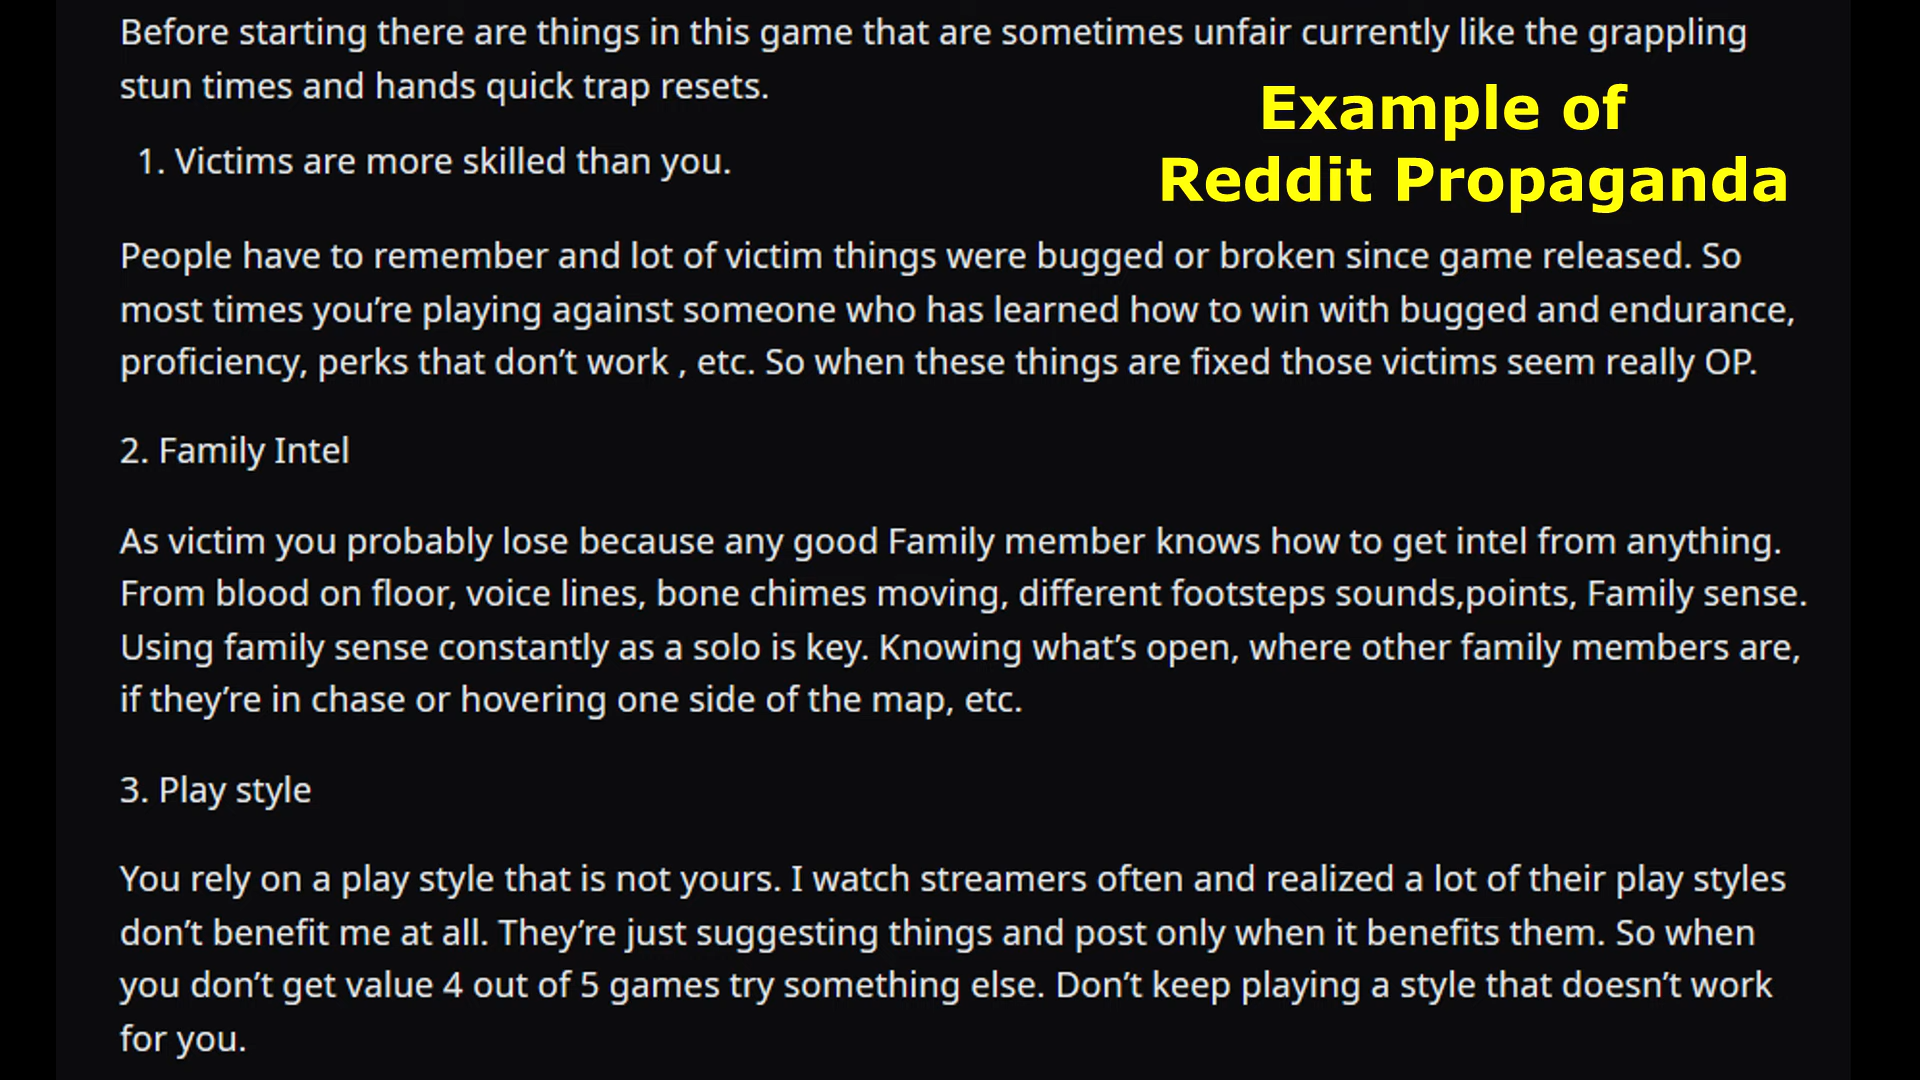 Before starting there are things in this game that are sometimes unfair currently like the grappling
stun times and hands quick trap resets.
Example of
Reddit Propaganda
1. Victims are more skilled than you.
People have to remember and lot of victim things were bugged or broken since game released. So
most times you’re playing against someone who has learned how to win with bugged and endurance,
proficiency, perks that don’t work , etc. So when these things are fixed those victims seem really OP.
2. Family Intel
As victim you probably lose because any good Family member knows how to get intel from anything.
From blood on floor, voice lines, bone chimes moving, different footsteps sounds,points, Family sense.
Using family sense constantly as a solo is key. Knowing what’s open, where other family members are,
if they’re in chase or hovering one side of the map, etc.
3. Play style
You rely on a play style that is not yours. I watch streamers often and realized a lot of their play styles
don’t benefit me at all. They’re just suggesting things and post only when it benefits them. So when
you don’t get value 4 out of 5 games try something else. Don’t keep playing a style that doesn’t work
for you.